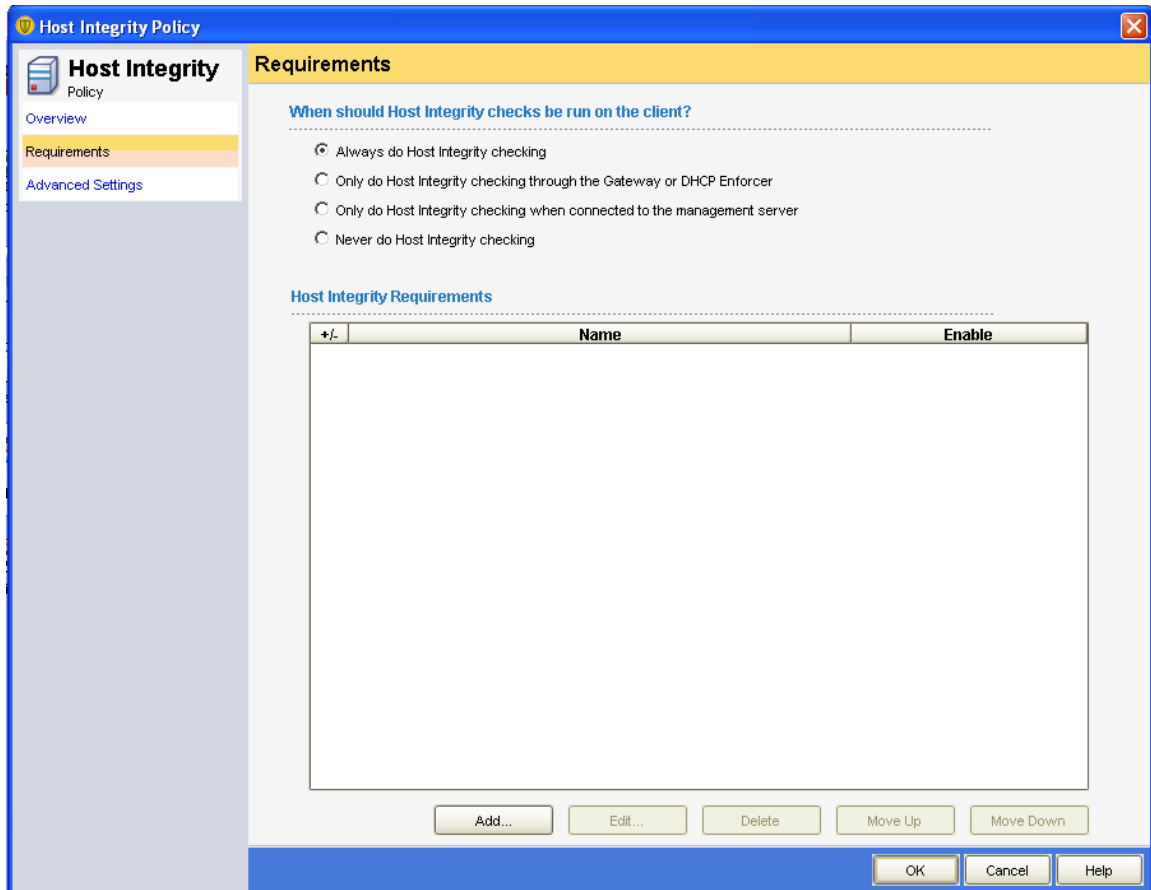 Host Integrity Policy
Host Integrity
Policy
Overview
Requirements
Advanced Settings
Requirements
When should Host Integrity checks be run on the client?
Always do Host Integrity checking
Only do Host Integrity checking through the Gateway or DHCP Enforcer
Only do Host Integrity checking when connected to the management server
Never do Host Integrity checking
Host Integrity Requirements
+/- Name Enable
Add... Edit... Delete Move Up Move Down
OK Cancel Help